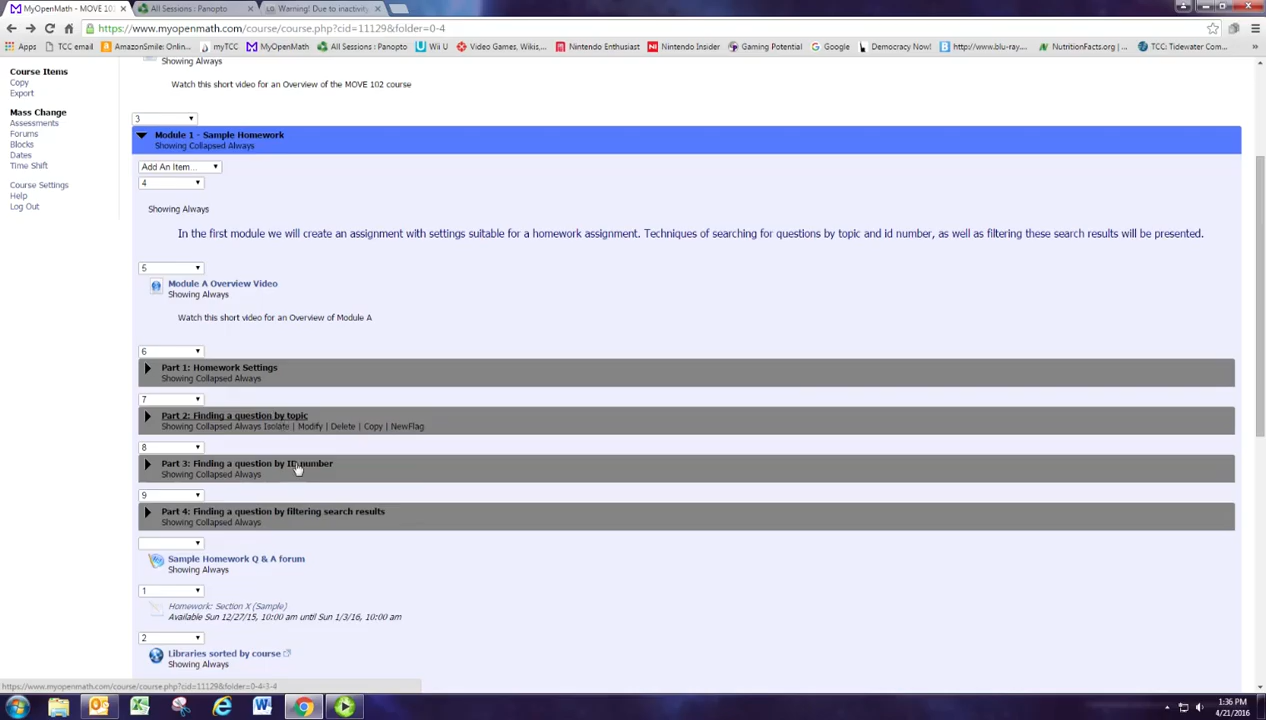 MyOpenMath - MOVE 102
All Sessions : Panopto
Warning! Due to inactivit
https://www.myopenmath.com/course/course.php?cid=11129&folder=0-4
Apps
TCC email
AmazonSmile: Onlin...
myTCC
MyOpenMath
All Sessions : Panopto
Wii U
Video Games, Wikis,...
Nintendo Enthusiast
Nintendo Insider
Gaming Potential
Google
Democracy Now!
http://www.blu-ray....
NutritionFacts.org | ...
TCC: Tidewater Com...
Course Items
Copy
Export
Mass Change
Assessments
Forums
Blocks
Dates
Time Shift
Course Settings
Help
Log Out
Showing Always
Watch this short video for an Overview of the MOVE 102 course
3
Module 1 - Sample Homework
Showing Collapsed Always
Add An Item...
4
Showing Always
In the first module we will create an assignment with settings suitable for a homework assignment. Techniques of searching for questions by topic and id number, as well as filtering these search results will be presented.
5
Module A Overview Video
Showing Always
Watch this short video for an Overview of Module A
6
Part 1: Homework Settings
Showing Collapsed Always
7
Part 2: Finding a question by topic
Showing Collapsed Always Isolate | Modify | Delete | Copy | NewFlag
8
Part 3: Finding a question by ID number
Showing Collapsed Always
9
Part 4: Finding a question by filtering search results
Showing Collapsed Always
Sample Homework Q & A forum
Showing Always
1
Homework: Section X (Sample)
Available Sun 12/27/15, 10:00 am until Sun 1/3/16, 10:00 am
2
Libraries sorted by course
Showing Always
https://www.myopenmath.com/course/course.php?cid=11129&folder=0-4-3-4
1:36 PM
4/21/2016